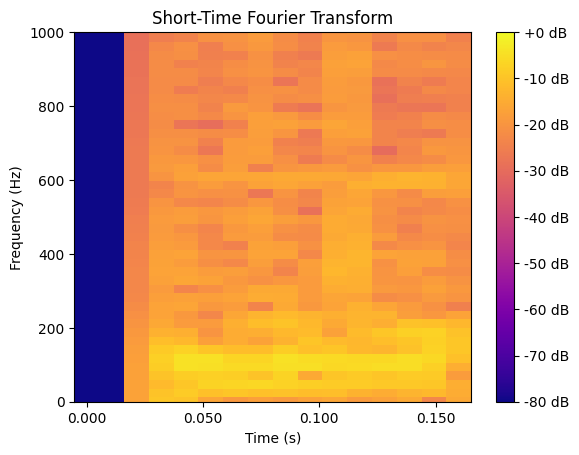 Short-Time Fourier Transform
1000
800
600
400
200
0
Frequency (Hz)
0.000
0.050
0.100
0.150
Time (s)
+0 dB
-10 dB
-20 dB
-30 dB
-40 dB
-50 dB
-60 dB
-70 dB
-80 dB